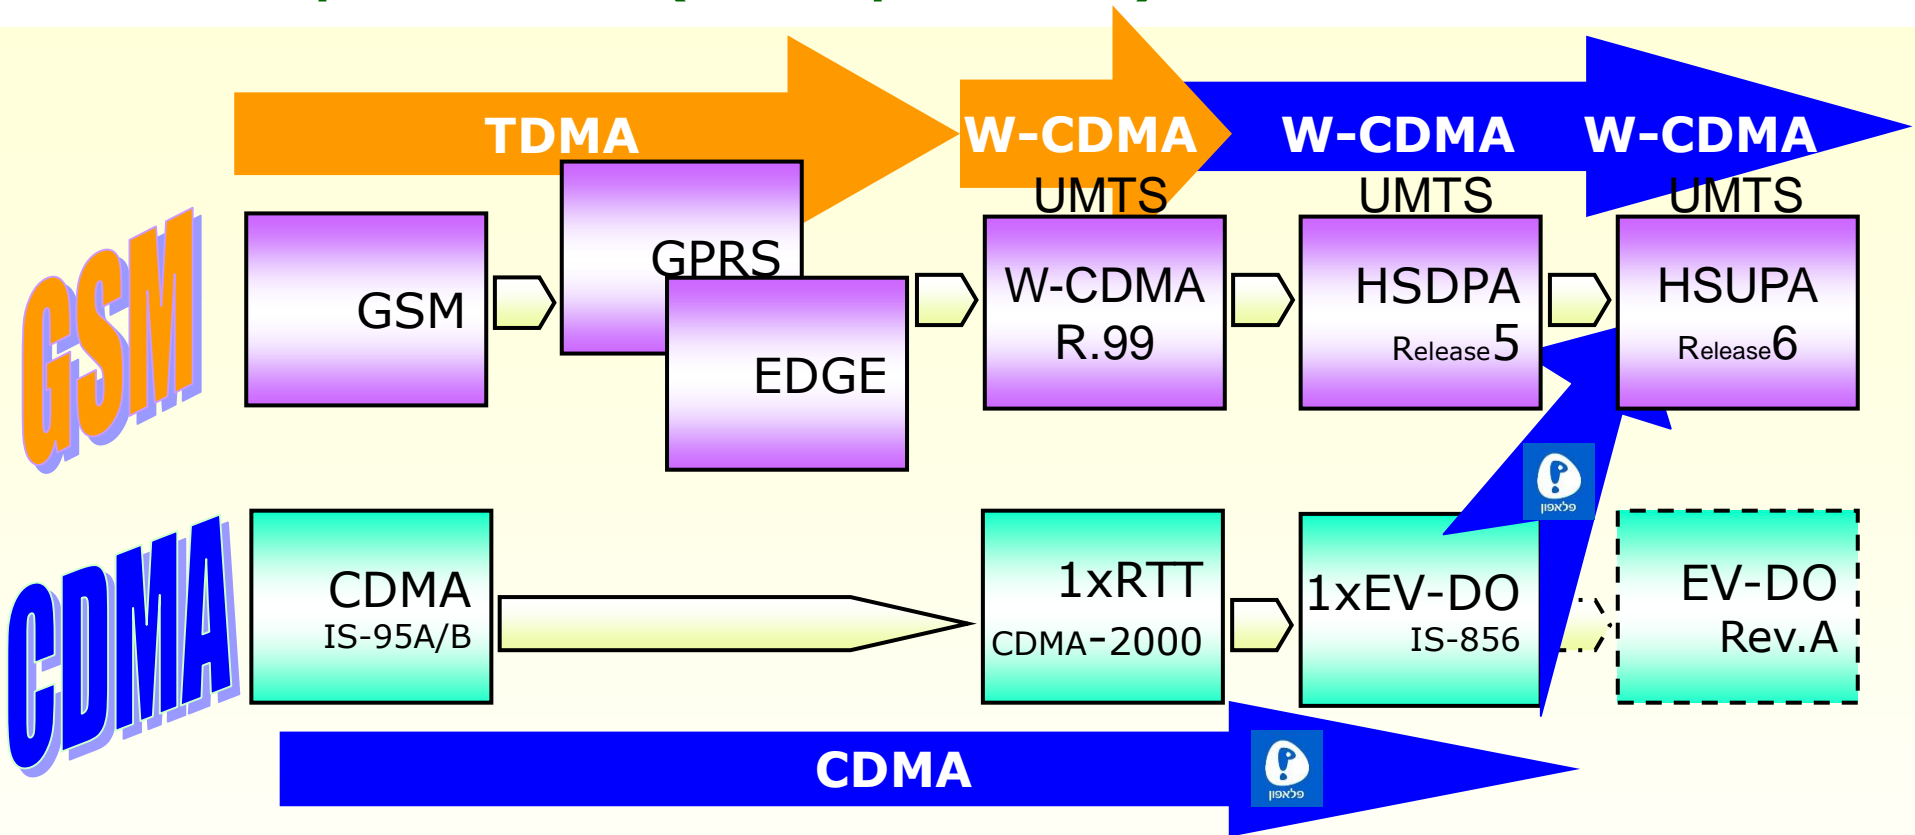 TDMA
W-CDMA
W-CDMA
W-CDMA
UMTS
UMTS
UMTS
GSM
GSM
GPRS
EDGE
W-CDMA
R.99
HSDPA
Release5
HSUPA
Release6
פלאפון
CDMA
CDMA
IS-95A/B
1xRTT
CDMA-2000
1xEV-DO
IS-856
EV-DO
Rev.A
CDMA
פלאפון